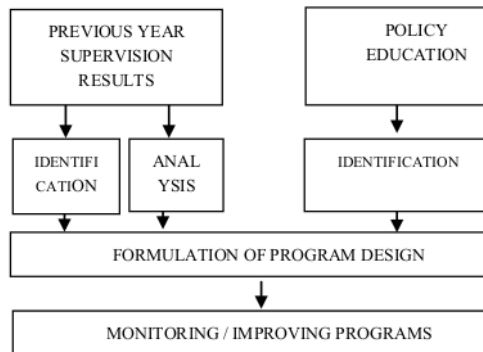 PREVIOUS YEAR
SUPERVISION
RESULTS
POLICY
EDUCATION
IDENTIFI
CATION
ANAL
YSIS
IDENTIFICATION
FORMULATION OF PROGRAM DESIGN
MONITORING / IMPROVING PROGRAMS